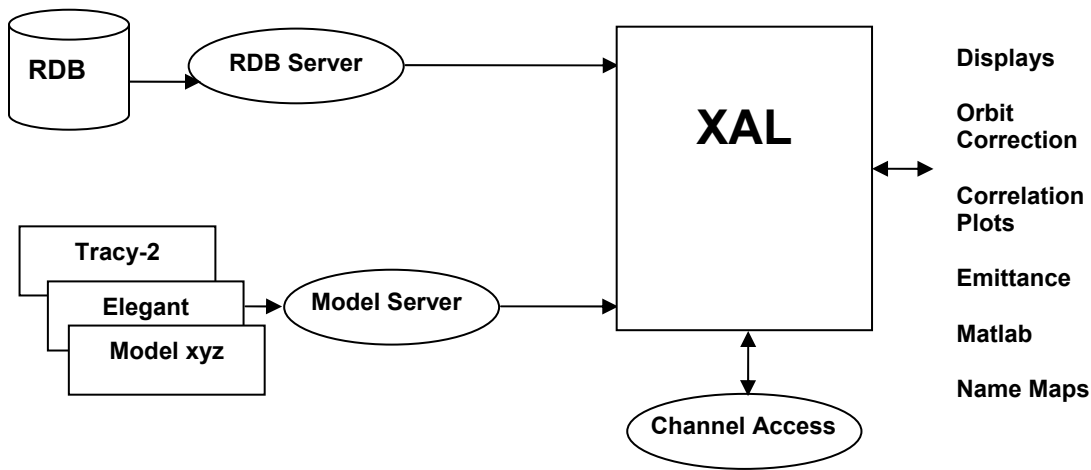 RDB
RDB Server
XAL
Tracy-2
Elegant
Model xyz
Model Server
Channel Access
Displays
Orbit
Correction
Correlation
Plots
Emittance
Matlab
Name Maps